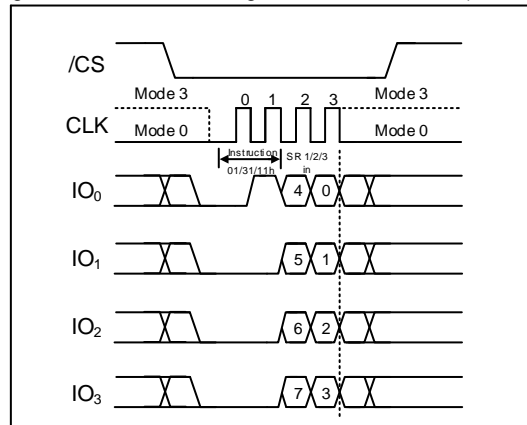 /CS
Mode 3
0 1 2 3
Mode 3
CLK
Mode 0
Mode 0
Instruction
SR 1/2/3
01/31/11h
in
IO0
4 0
IO1
5 1
IO2
6 2
IO3
7 3